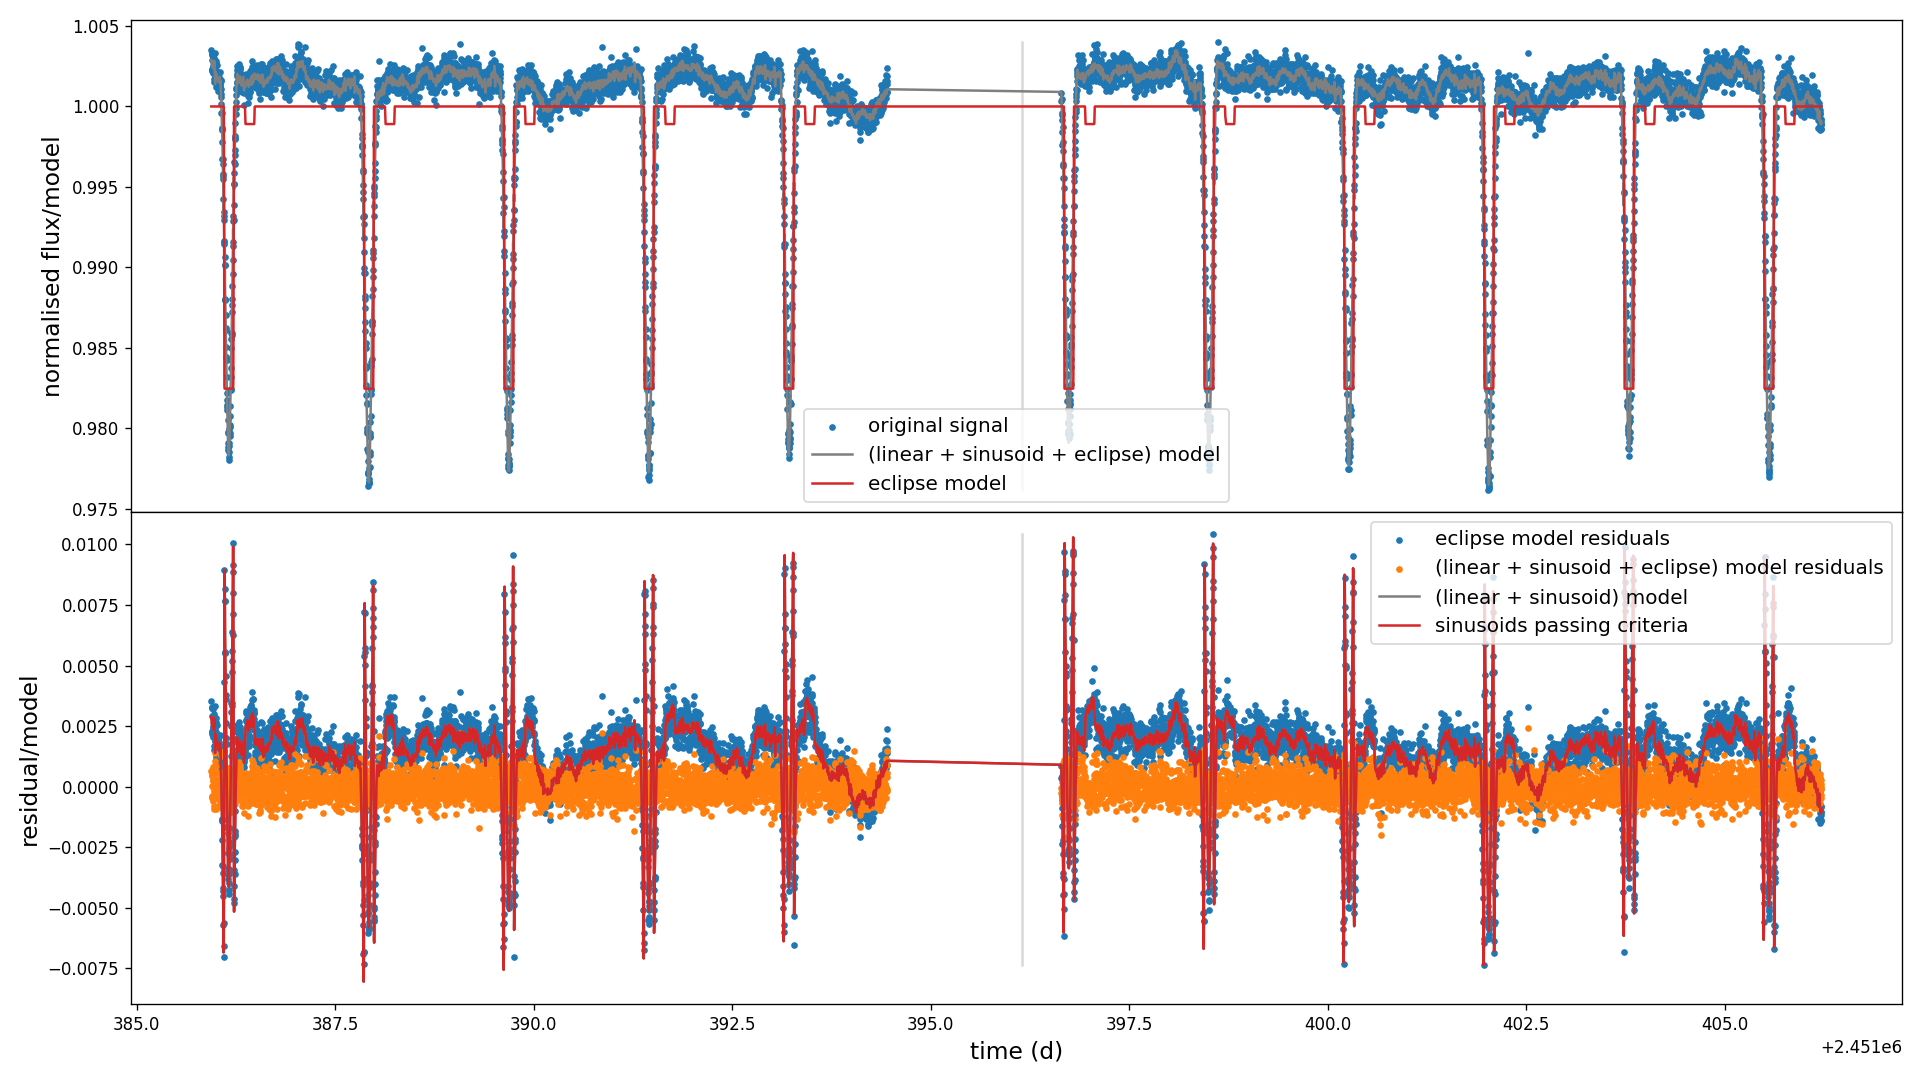 1.005
1.000
0.995
0.990
0.985
0.980
0.975
normalised flux/model
original signal
(linear + sinusoid + eclipse) model
eclipse model
0.0100
0.0075
0.0050
0.0025
0.0000
−0.0025
−0.0050
−0.0075
residual/model
eclipse model residuals
(linear + sinusoid + eclipse) model residuals
(linear + sinusoid) model
sinusoids passing criteria
385.0 387.5 390.0 392.5 395.0 397.5 400.0 402.5 405.0
time (d)
+2.451e6